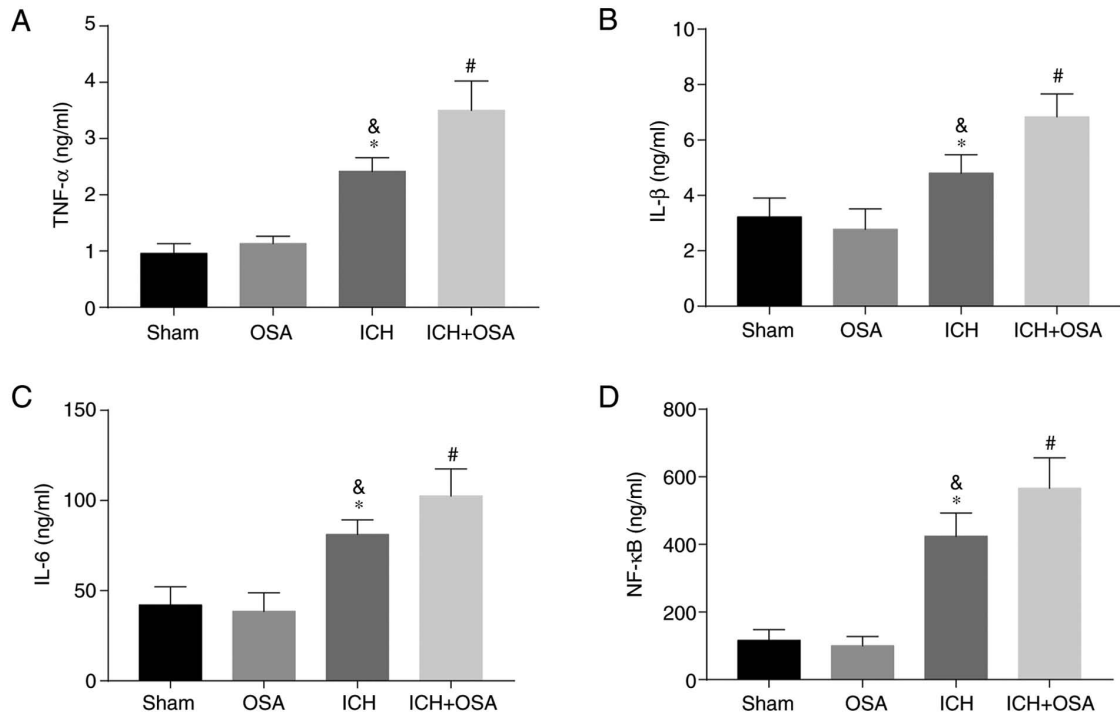 A
TNF-α (ng/ml)
5
4
3
2
1
0
&
*
#
Sham OSA ICH ICH+OSA
B
IL-β (ng/ml)
10
8
6
4
2
0
&
*
#
Sham OSA ICH ICH+OSA
C
IL-6 (ng/ml)
150
100
50
0
&
*
#
Sham OSA ICH ICH+OSA
D
NF-κB (ng/ml)
800
600
400
200
0
&
*
#
Sham OSA ICH ICH+OSA